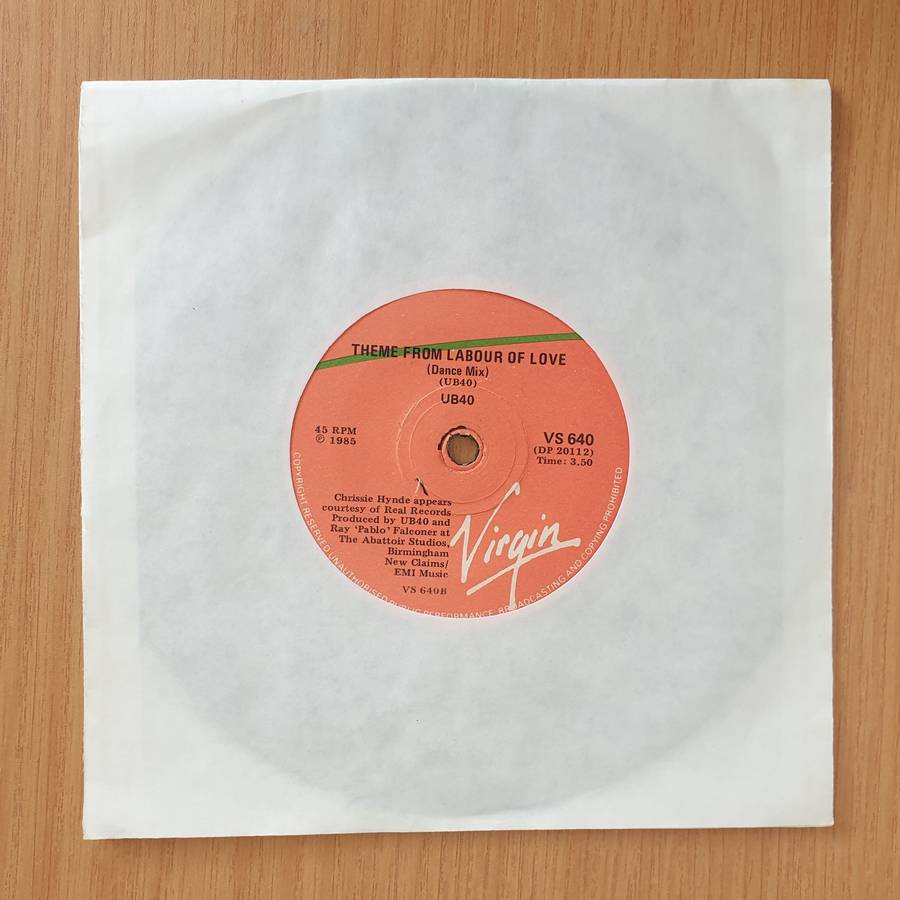 THEME FROM LABOUR OF LOVE
(Dance Mix)
(UB40)
UB40
45 RPM
℗ 1985
VS 640
(DP 20112)
Time: 3.50
Chrissie Hynde appears
courtesy of Real Records
Produced by UB40 and
Ray 'Pablo' Falconer at
The Abattoir Studios,
Birmingham
New Claims/
EMI Music
VS 640B
Virgin
COPYRIGHT RESERVED UNAUTHORISED PUBLIC PERFORMANCE, BROADCASTING AND COPYING PROHIBITED